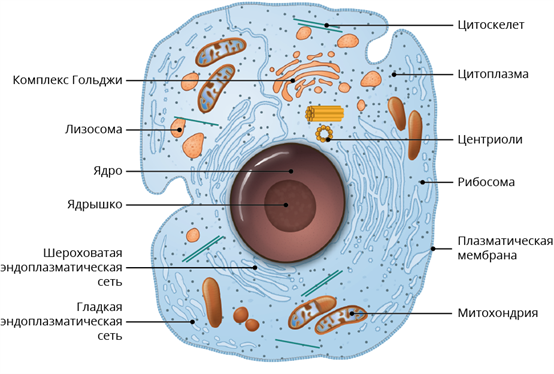 Комплекс Гольджи
Лизосома
Ядро
Ядрышко
Шероховатая
эндоплазматическая
сеть
Гладкая
эндоплазматическая
сеть
Цитоскелет
Цитоплазма
Центриоли
Рибосома
Плазматическая
мембрана
Митохондрия